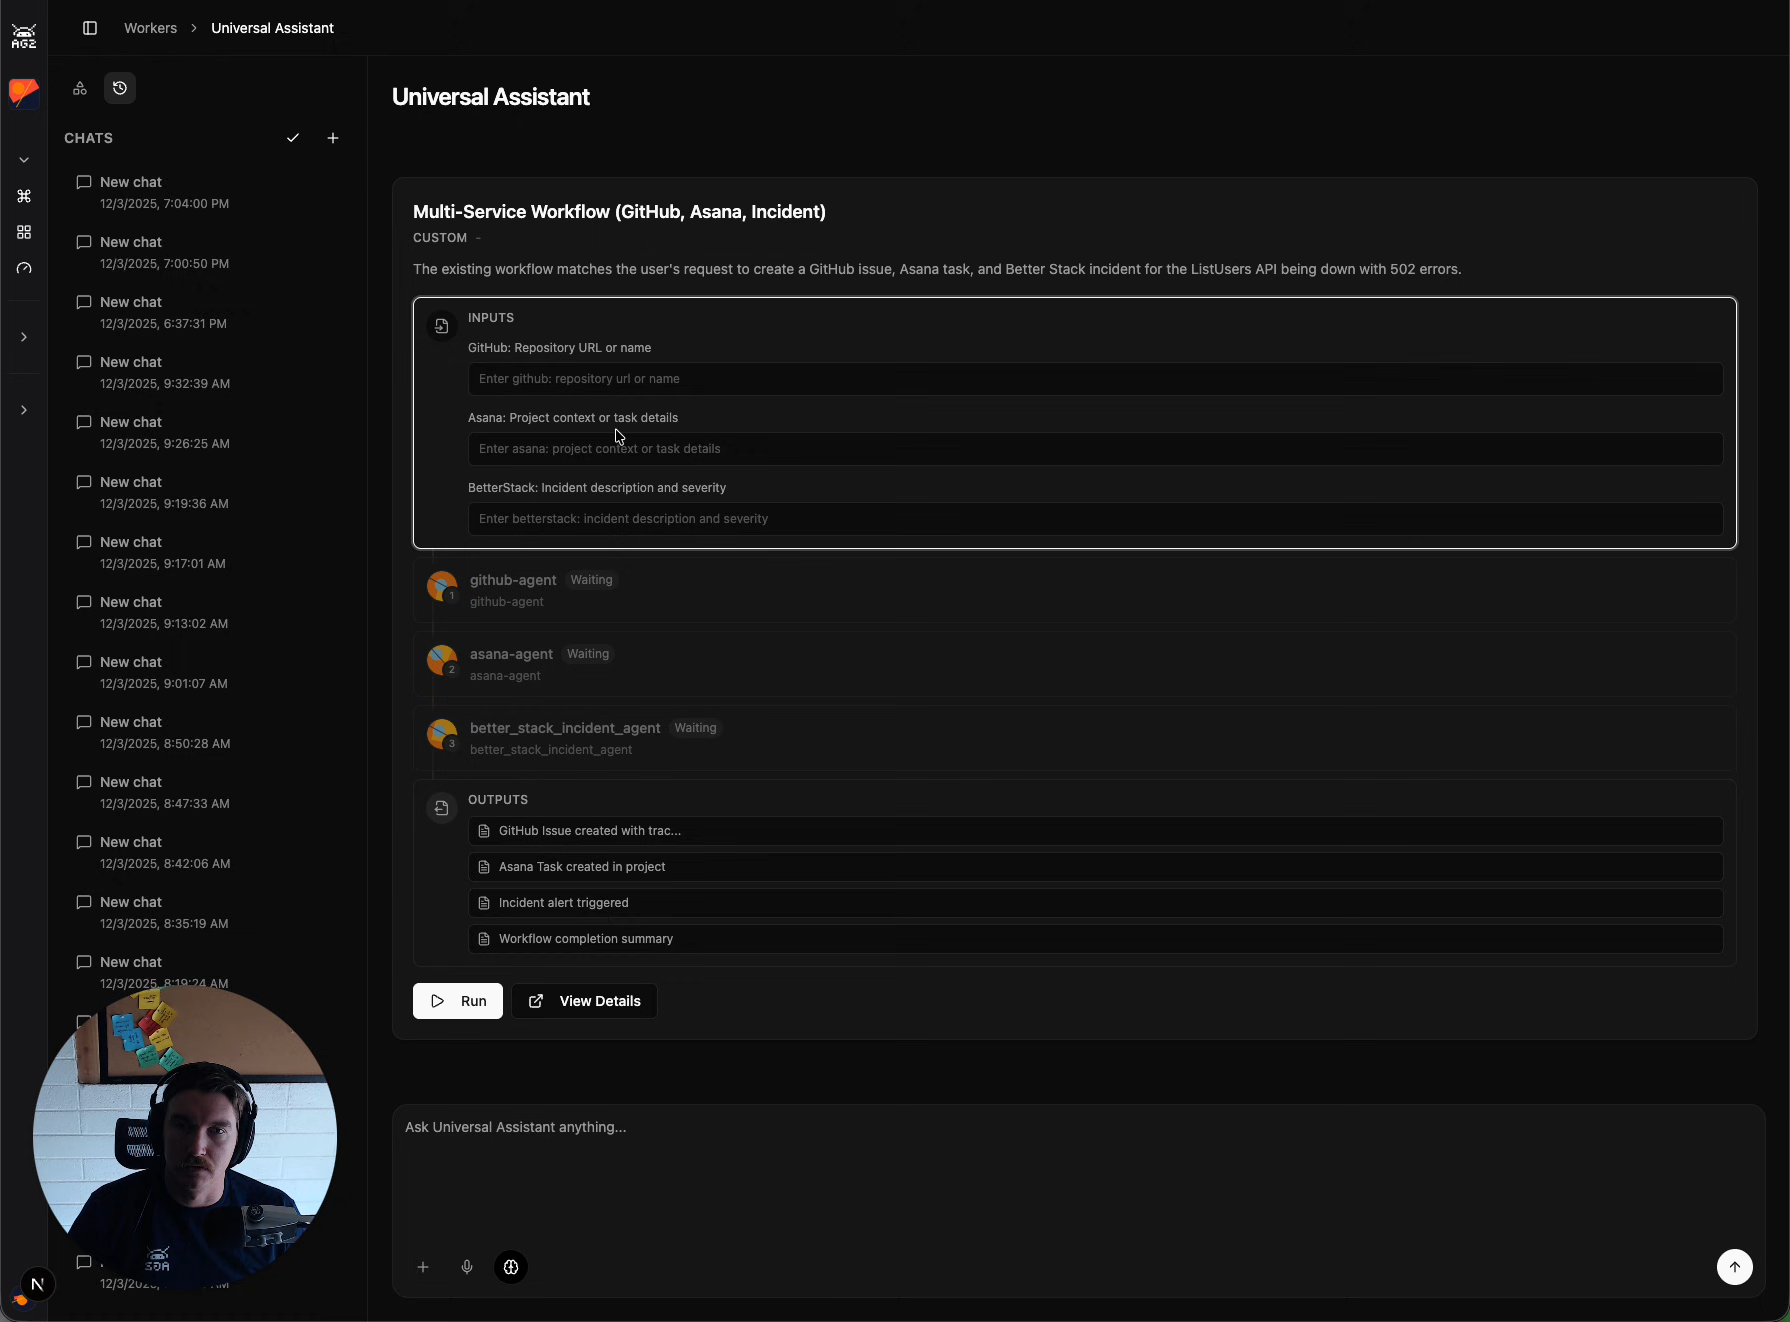 AG2
Workers
Universal Assistant
CHATS
New chat
12/3/2025, 7:04:00 PM
New chat
12/3/2025, 7:00:50 PM
New chat
12/3/2025, 6:37:31 PM
New chat
12/3/2025, 9:32:39 AM
New chat
12/3/2025, 9:26:25 AM
New chat
12/3/2025, 9:19:36 AM
New chat
12/3/2025, 9:17:01 AM
New chat
12/3/2025, 9:13:02 AM
New chat
12/3/2025, 9:01:07 AM
New chat
12/3/2025, 8:50:28 AM
New chat
12/3/2025, 8:47:33 AM
New chat
12/3/2025, 8:42:06 AM
New chat
12/3/2025, 8:35:19 AM
New chat
12/3/2025, 8:19:24 AM
N
Universal Assistant
Multi-Service Workflow (GitHub, Asana, Incident)
CUSTOM -
The existing workflow matches the user's request to create a GitHub issue, Asana task, and Better Stack incident for the ListUsers API being down with 502 errors.
INPUTS
GitHub: Repository URL or name
Enter github: repository url or name
Asana: Project context or task details
Enter asana: project context or task details
BetterStack: Incident description and severity
Enter betterstack: incident description and severity
github-agent Waiting
1
github-agent
asana-agent Waiting
2
asana-agent
better_stack_incident_agent Waiting
3
better_stack_incident_agent
OUTPUTS
GitHub Issue created with trac...
Asana Task created in project
Incident alert triggered
Workflow completion summary
Run
View Details
Ask Universal Assistant anything...